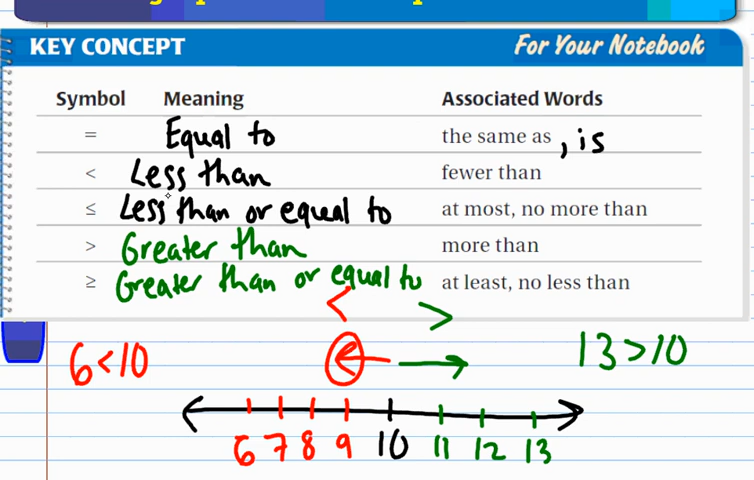 KEY CONCEPT For Your Notebook
Symbol Meaning Associated Words
= Equal to the same as , is
< Less than fewer than
≤ Less than or equal to at most, no more than
> Greater than more than
≥ Greater than or equal to at least, no less than
< >
6<10 13>10
6 7 8 9 10 11 12 13